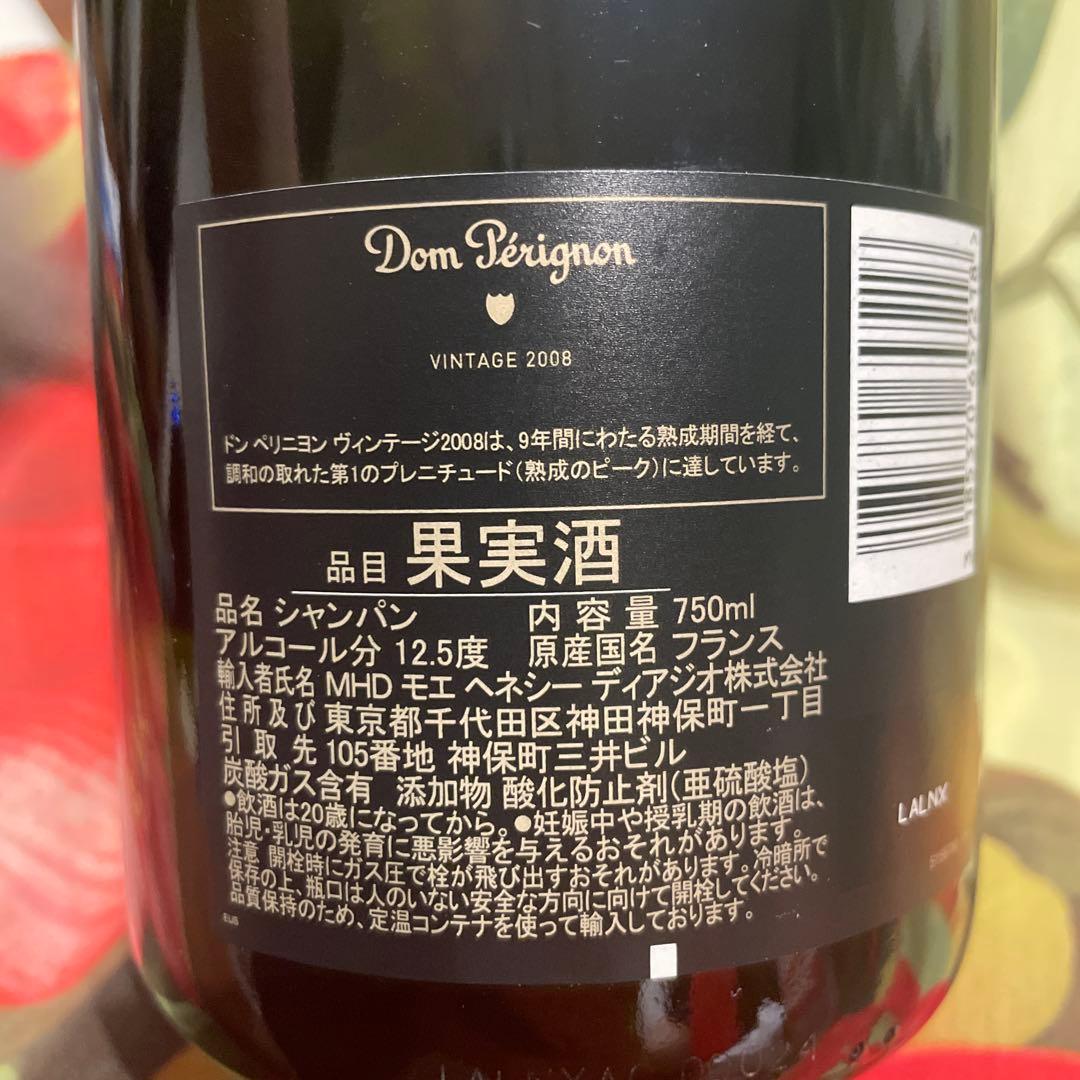 Dom Pérignon
VINTAGE 2008
ドン ペリニヨン ヴィンテージ2008は、9年間にわたる熟成期間を経て、
調和の取れた第1のプレニチュード(熟成のピーク)に達しています。
品目 果実酒
品名 シャンパン 内容量 750ml
アルコール分 12.5度 原産国名 フランス
輸入者氏名 MHD モエ ヘネシー ディアジオ株式会社
住所及び 東京都千代田区神田神保町一丁目
引取先 105番地 神保町三井ビル
炭酸ガス含有 添加物 酸化防止剤(亜硫酸塩)
●飲酒は20歳になってから。●妊娠中や授乳期の飲酒は、
胎児・乳児の発育に悪影響を与えるおそれがあります。
注意 開栓時にガス圧で栓が飛び出すおそれがあります。冷暗所で
保存の上、瓶口は人のいない安全な方向に向けて開栓してください。
品質保持のため、定温コンテナを使って輸入しております。
LALNX